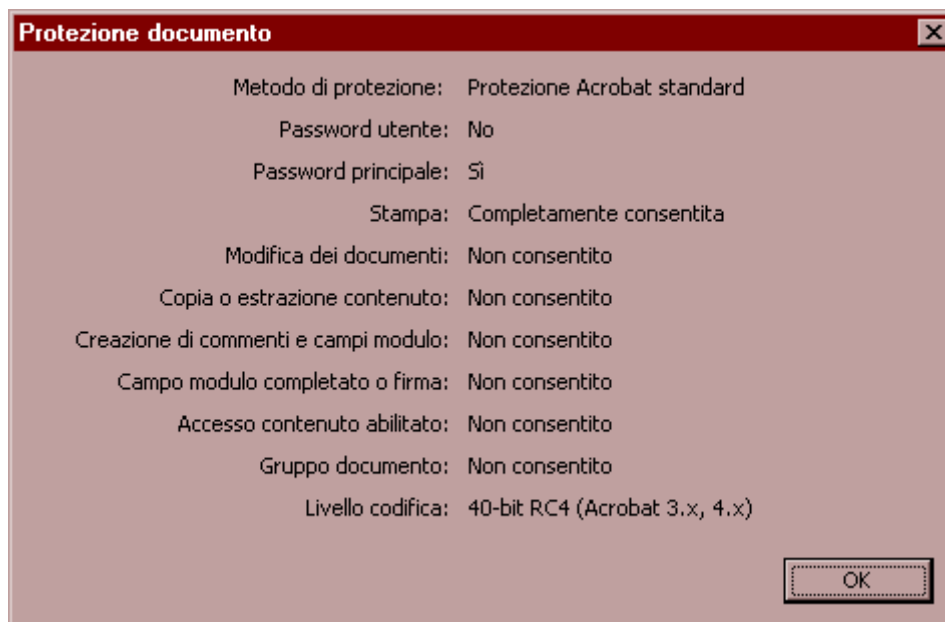 Protezione documento
Metodo di protezione: Protezione Acrobat standard
Password utente: No
Password principale: Sì
Stampa: Completamente consentita
Modifica dei documenti: Non consentito
Copia o estrazione contenuto: Non consentito
Creazione di commenti e campi modulo: Non consentito
Campo modulo completato o firma: Non consentito
Accesso contenuto abilitato: Non consentito
Gruppo documento: Non consentito
Livello codifica: 40-bit RC4 (Acrobat 3.x, 4.x)
OK